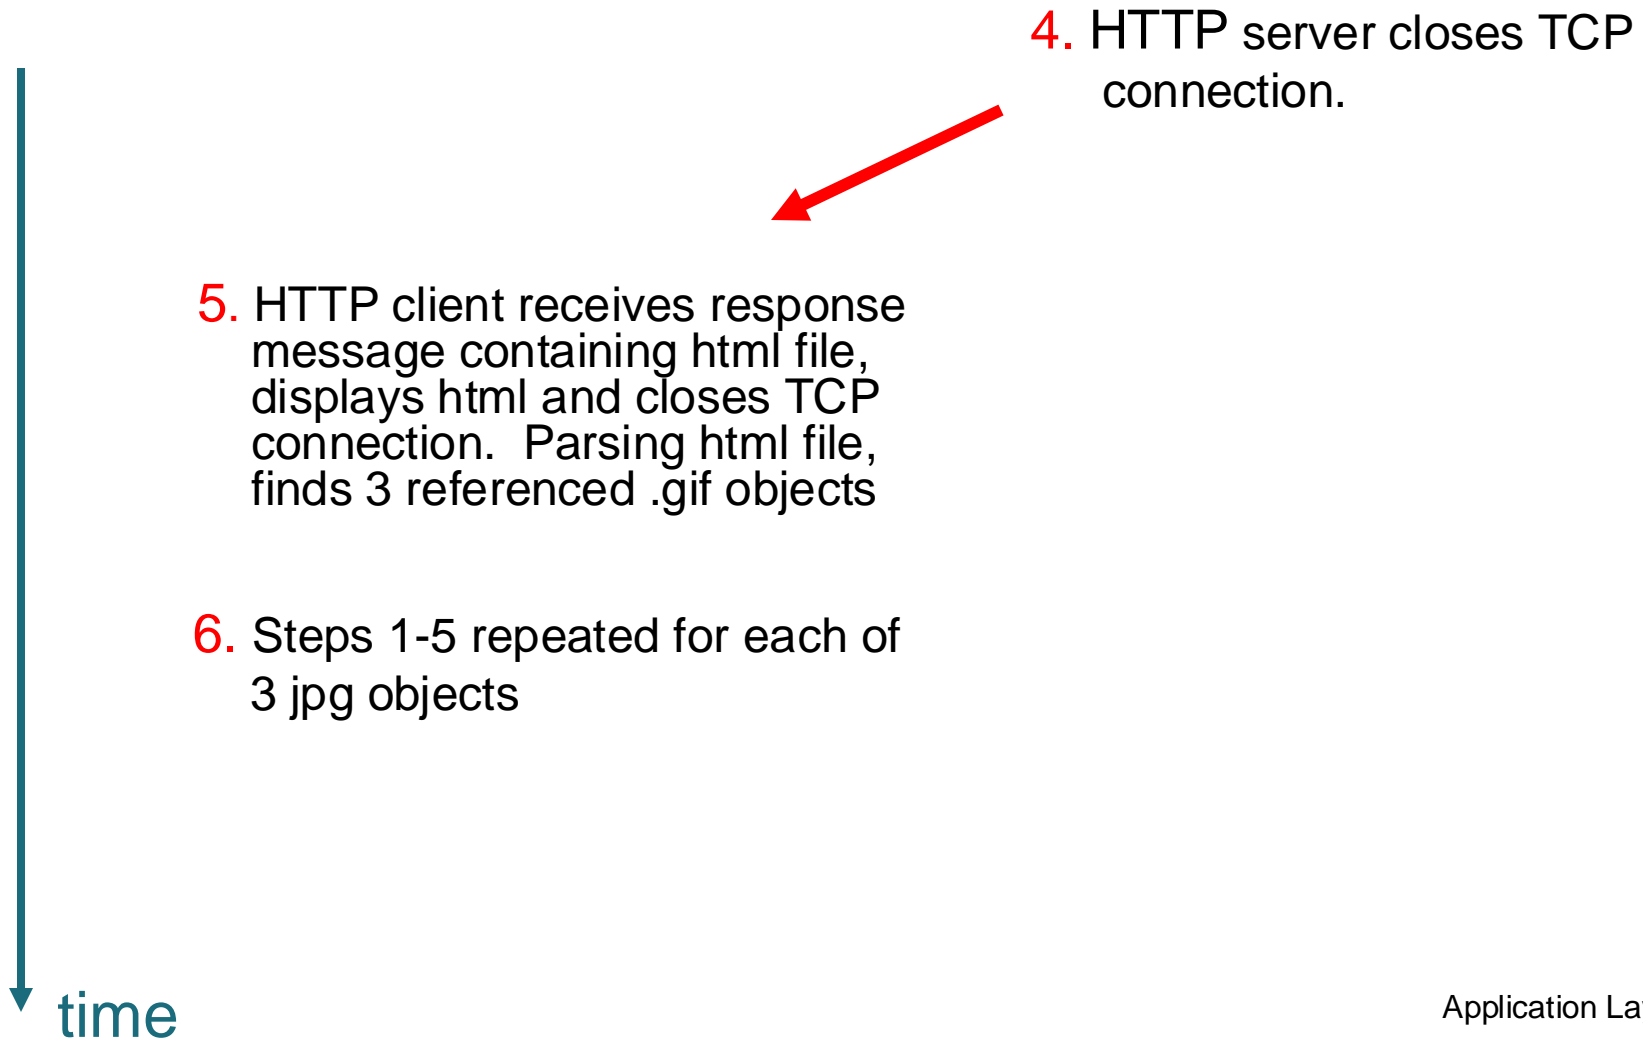 4. HTTP server closes TCP
connection.
5. HTTP client receives response
message containing html file,
displays html and closes TCP
connection.  Parsing html file,
finds 3 referenced .gif objects
6. Steps 1-5 repeated for each of
3 jpg objects
time
Application